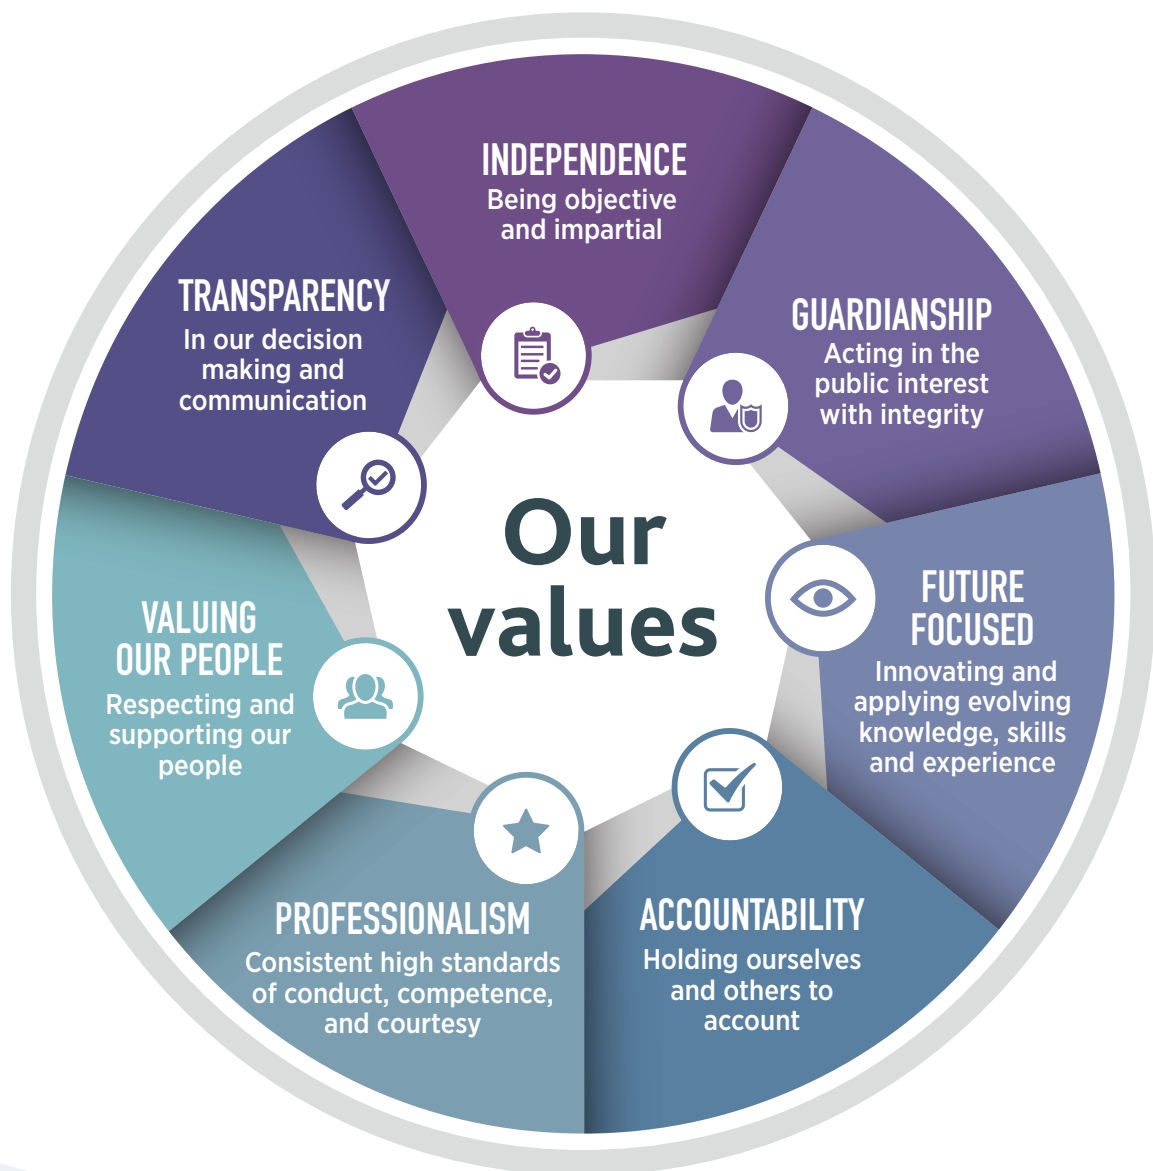 Our
values
INDEPENDENCE
Being objective
and impartial
GUARDIANSHIP
Acting in the
public interest
with integrity
FUTURE
FOCUSED
Innovating and
applying evolving
knowledge, skills
and experience
ACCOUNTABILITY
Holding ourselves
and others to
account
PROFESSIONALISM
Consistent high standards
of conduct, competence,
and courtesy
VALUING
OUR PEOPLE
Respecting and
supporting our
people
TRANSPARENCY
In our decision
making and
communication